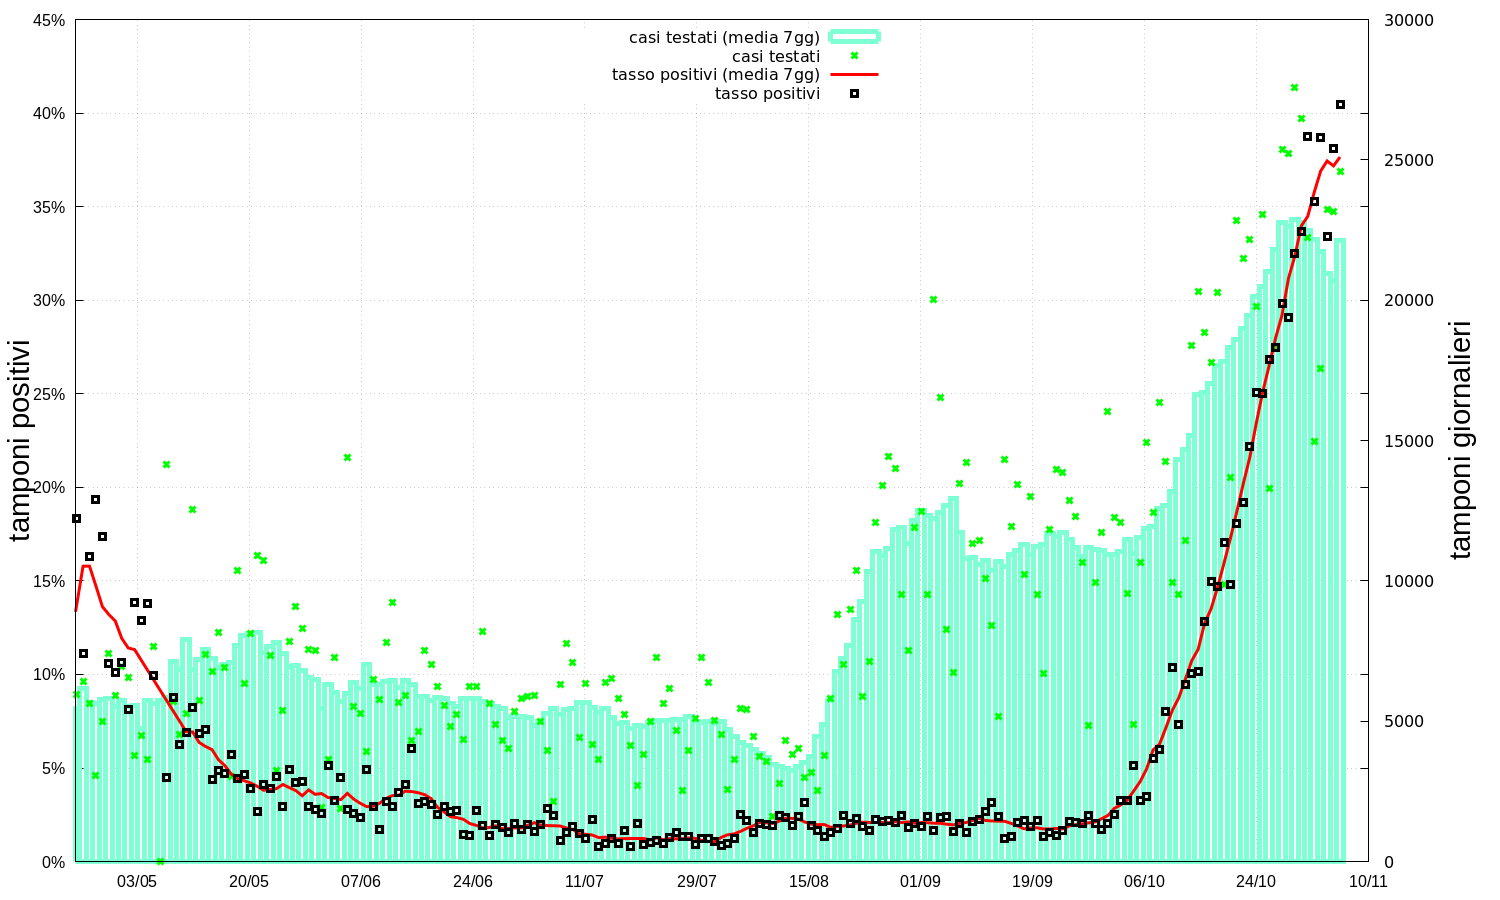 casi testati (media 7gg)
casi testati
tasso positivi (media 7gg)
tasso positivi
45%
40%
35%
30%
25%
20%
15%
10%
5%
0%
tamponi positivi
30000
25000
20000
15000
10000
5000
0
tamponi giornalieri
03/05 20/05 07/06 24/06 11/07 29/07 15/08 01/09 19/09 06/10 24/10 10/11